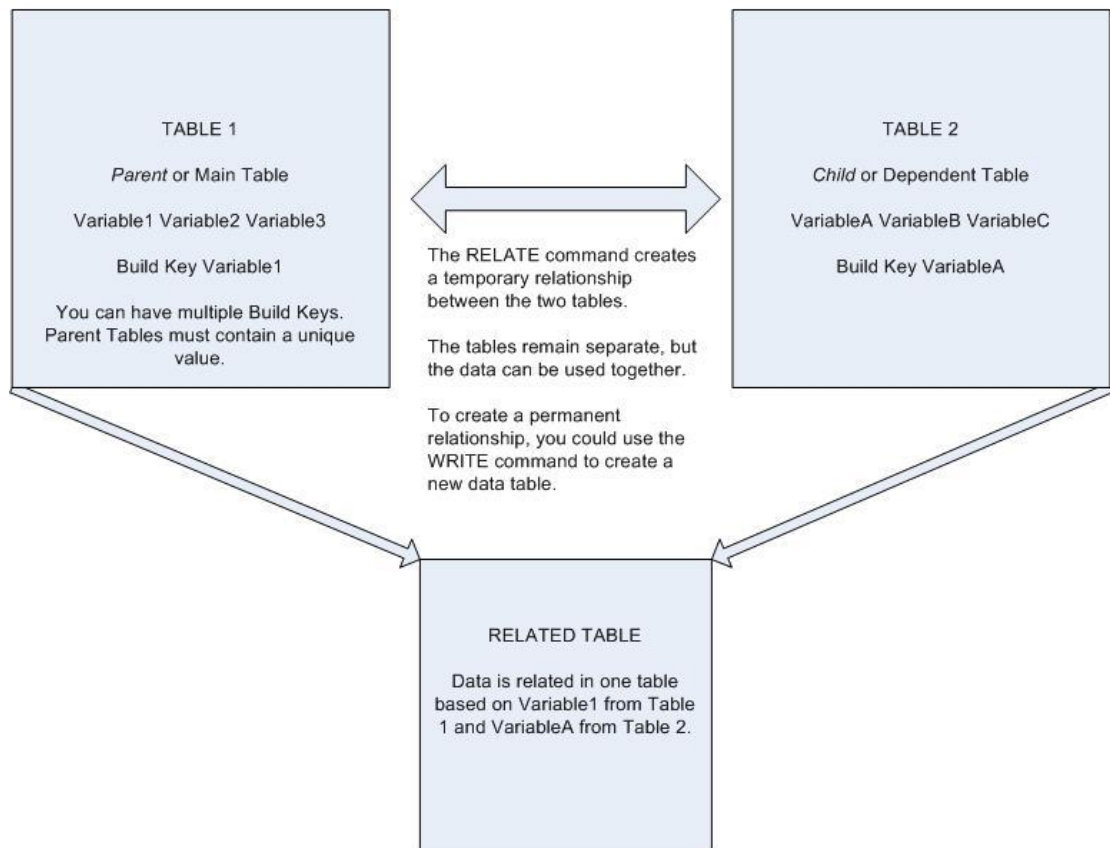 TABLE 1
Parent or Main Table
Variable1 Variable2 Variable3
Build Key Variable1
You can have multiple Build Keys.
Parent Tables must contain a unique
value.
The RELATE command creates
a temporary relationship
between the two tables.
The tables remain separate, but
the data can be used together.
To create a permanent
relationship, you could use the
WRITE command to create a
new data table.
TABLE 2
Child or Dependent Table
VariableA VariableB VariableC
Build Key VariableA
RELATED TABLE
Data is related in one table
based on Variable1 from Table
1 and VariableA from Table 2.